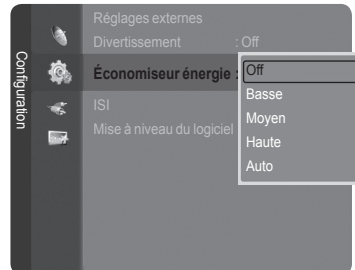 Configuration
Réglages externes
Divertissement : Off
Économiseur énergie :
Off
Basse
Moyen
Haute
Auto
ISI
Mise à niveau du logiciel